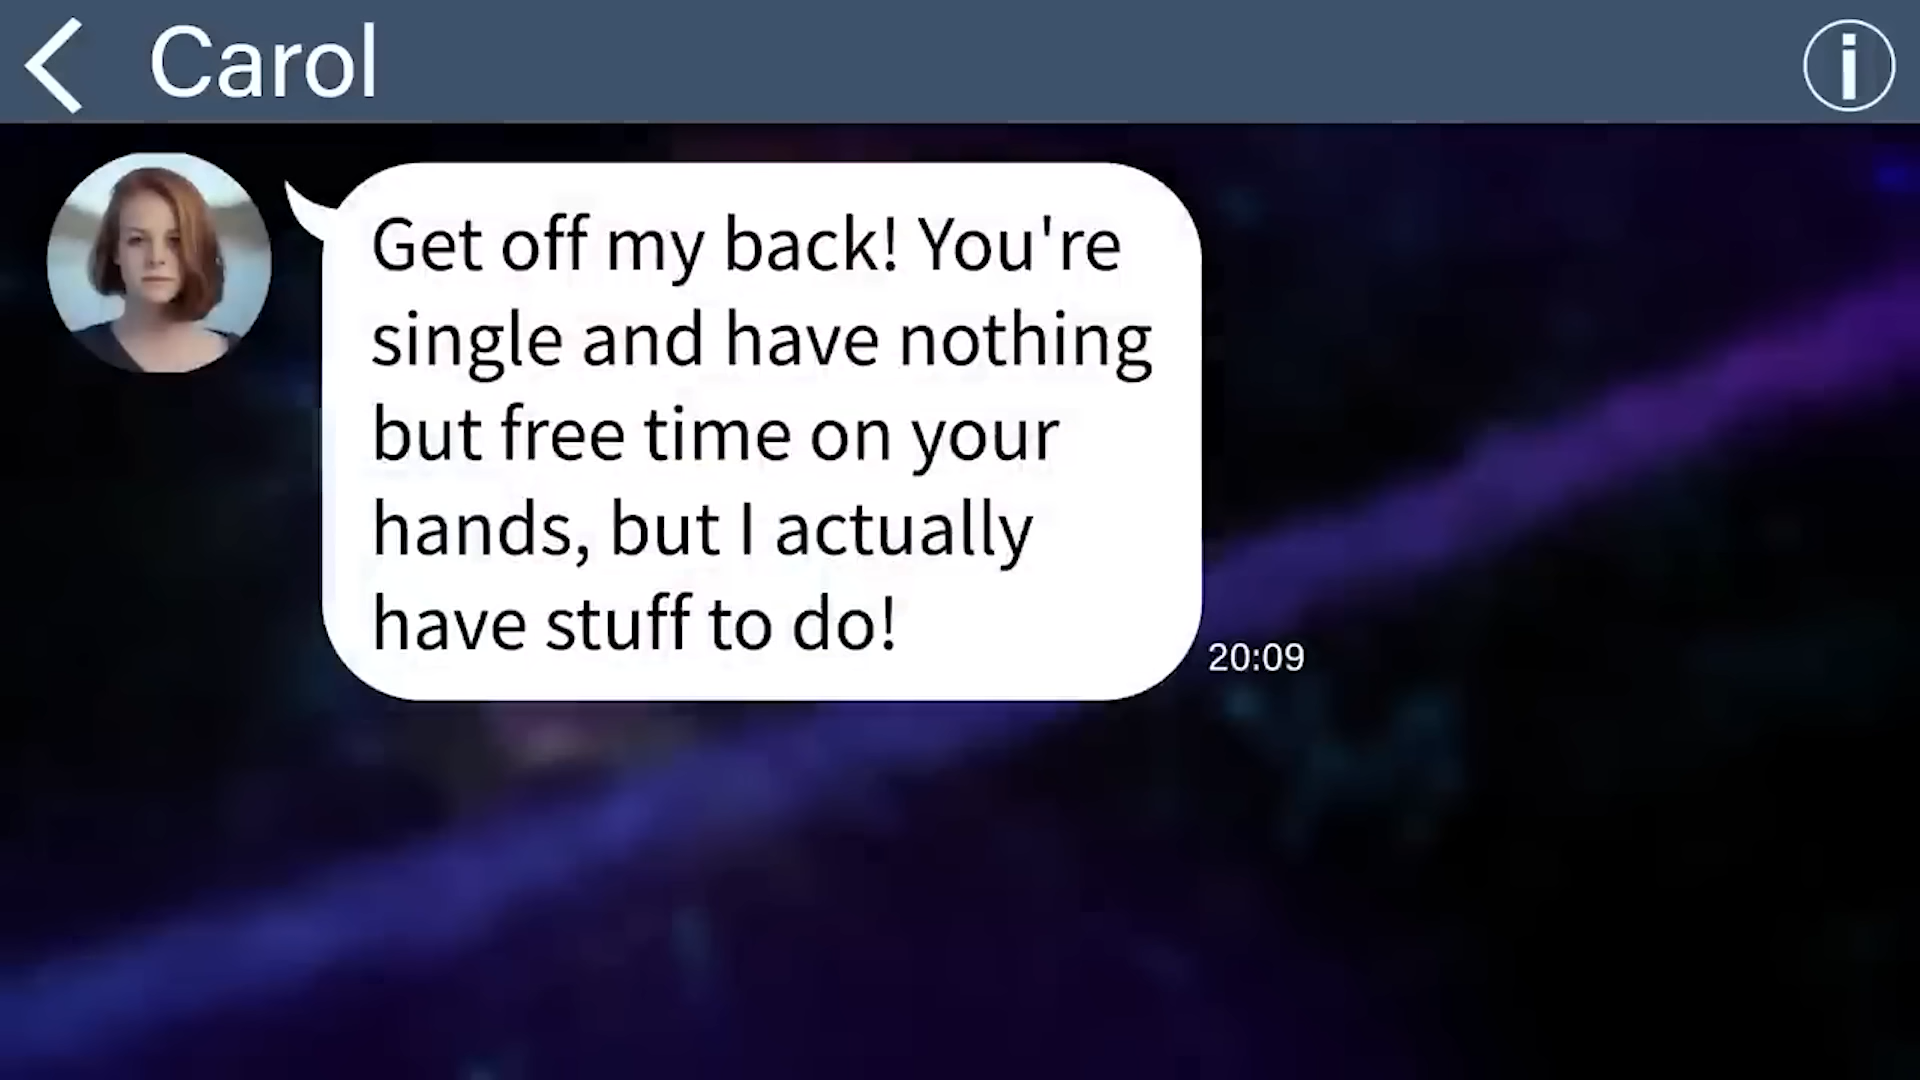 Carol
Get off my back! You're
single and have nothing
but free time on your
hands, but I actually
have stuff to do!
20:09